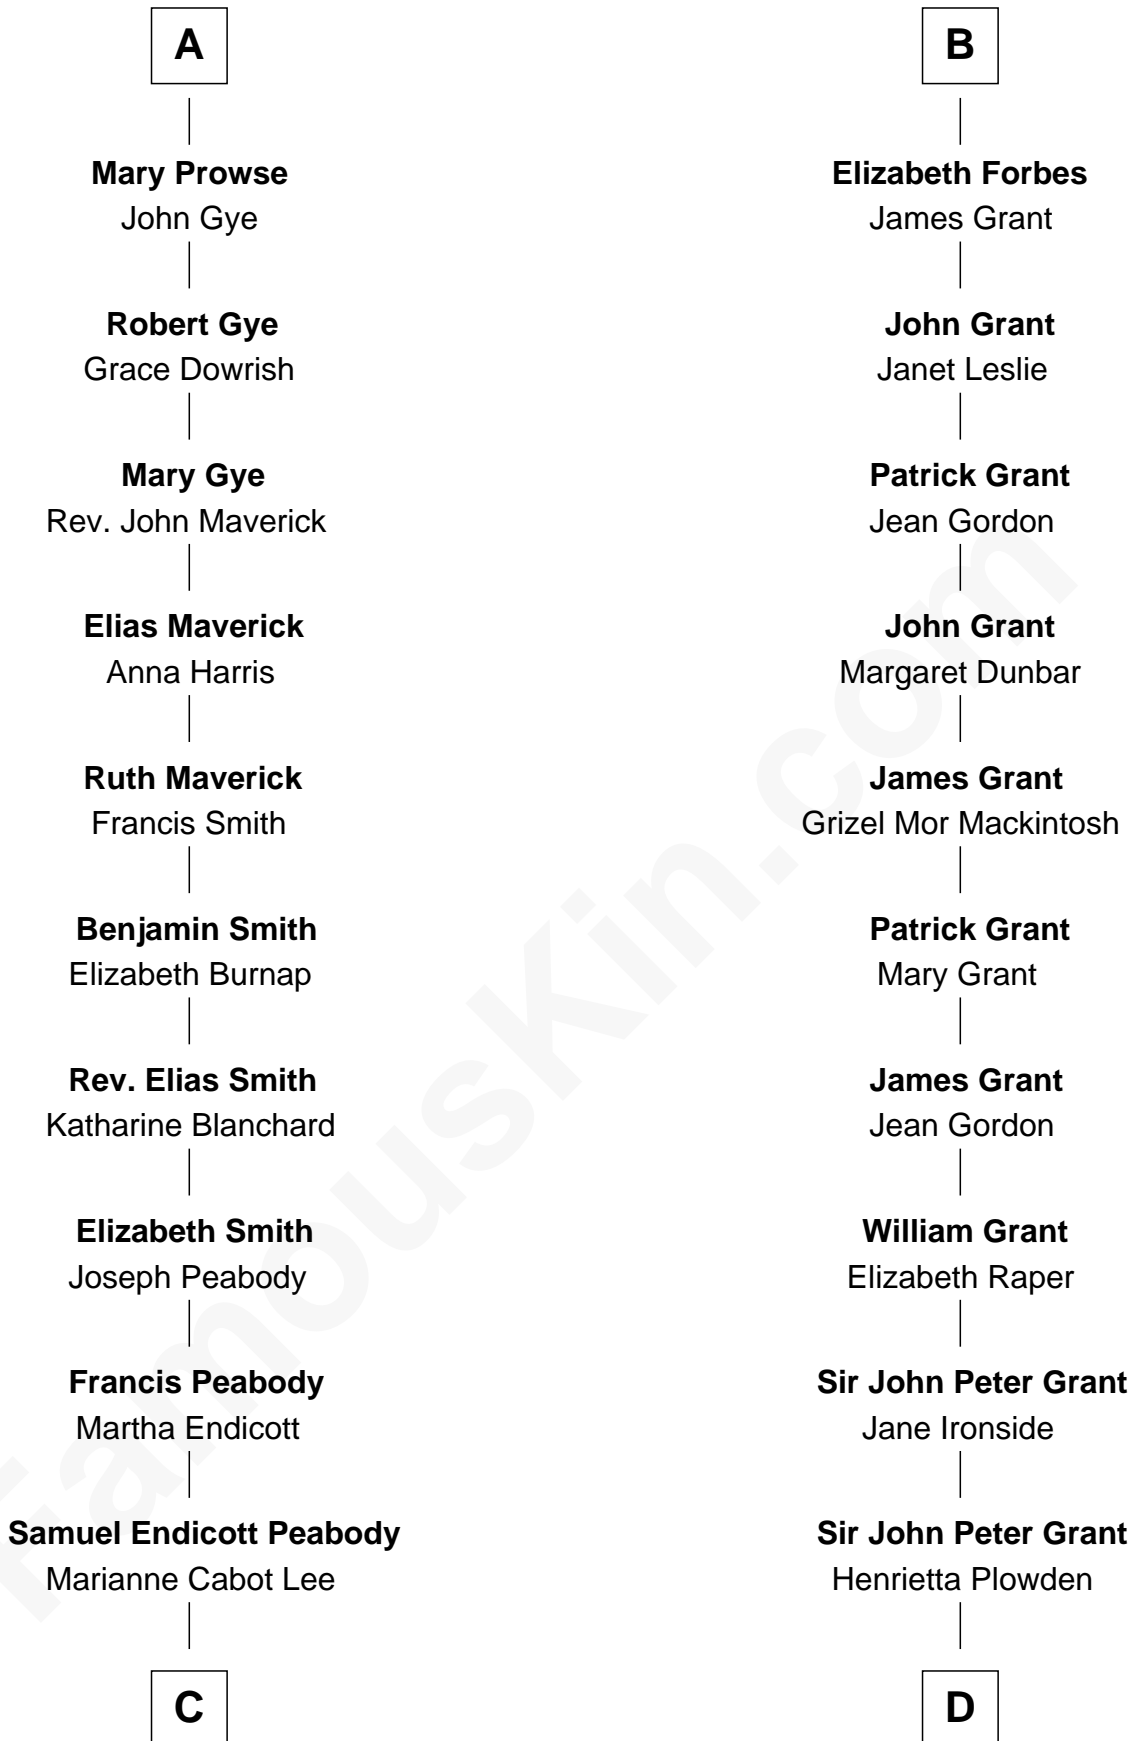 A
Mary Prowse
John Gye
Robert Gye
Grace Dowrish
Mary Gye
Rev. John Maverick
Elias Maverick
Anna Harris
Ruth Maverick
Francis Smith
Benjamin Smith
Elizabeth Burnap
Rev. Elias Smith
Katharine Blanchard
Elizabeth Smith
Joseph Peabody
Francis Peabody
Martha Endicott
Samuel Endicott Peabody
Marianne Cabot Lee
C
B
Elizabeth Forbes
James Grant
John Grant
Janet Leslie
Patrick Grant
Jean Gordon
John Grant
Margaret Dunbar
James Grant
Grizel Mor Mackintosh
Patrick Grant
Mary Grant
James Grant
Jean Gordon
William Grant
Elizabeth Raper
Sir John Peter Grant
Jane Ironside
Sir John Peter Grant
Henrietta Plowden
D
FamousKin.com